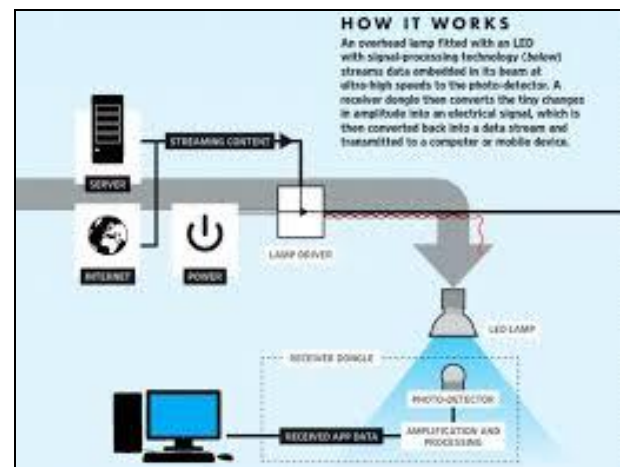 HOW IT WORKS
An overhead lamp fitted with an LED
with signal-processing technology (below)
streams data embedded in its beam at
ultra-high speeds to the photo-detector. A
receiver dongle then converts the tiny changes
in amplitude into an electrical signal, which is
then converted back into a data stream and
transmitted to a computer or mobile device.
STREAMING CONTENT
SERVER
INTERNET
POWER
LAMP DRIVER
LED LAMP
RECEIVER DONGLE
PHOTO-DETECTOR
AMPLIFICATION AND
PROCESSING
RECEIVED APP DATA